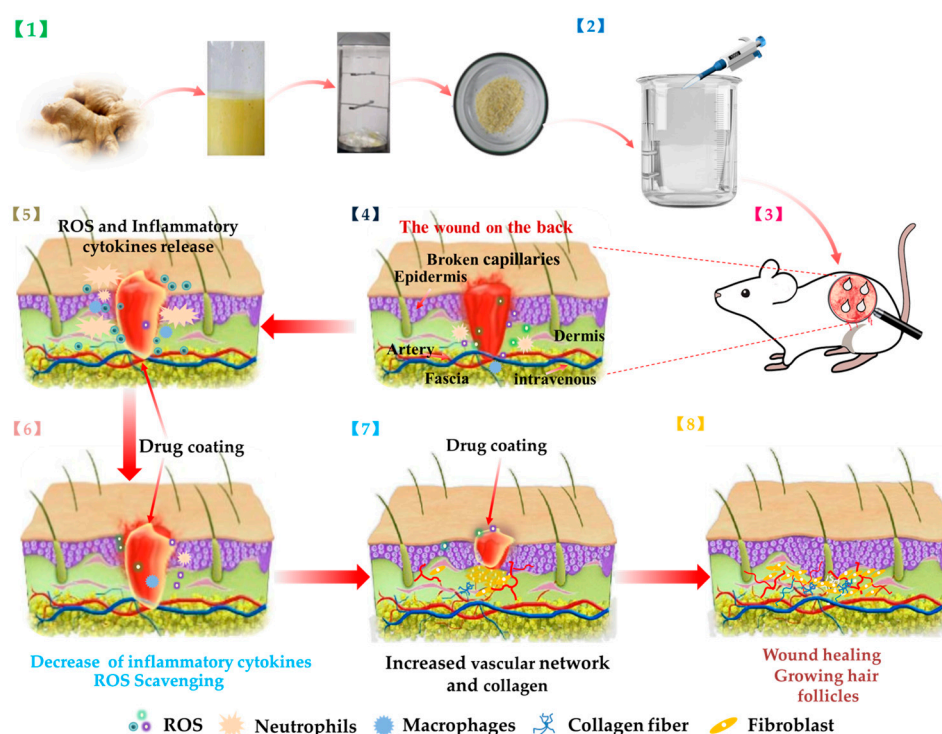 【1】
【2】
【3】
【4】
The wound on the back
Broken capillaries
Epidermis
Dermis
Artery
Fascia
intravenous
【5】
ROS and Inflammatory
cytokines release
【6】
Drug coating
Decrease of inflammatory cytokines
ROS Scavenging
【7】
Drug coating
Increased vascular network
and collagen
【8】
Wound healing
Growing hair
follicles
ROS
Neutrophils
Macrophages
Collagen fiber
Fibroblast